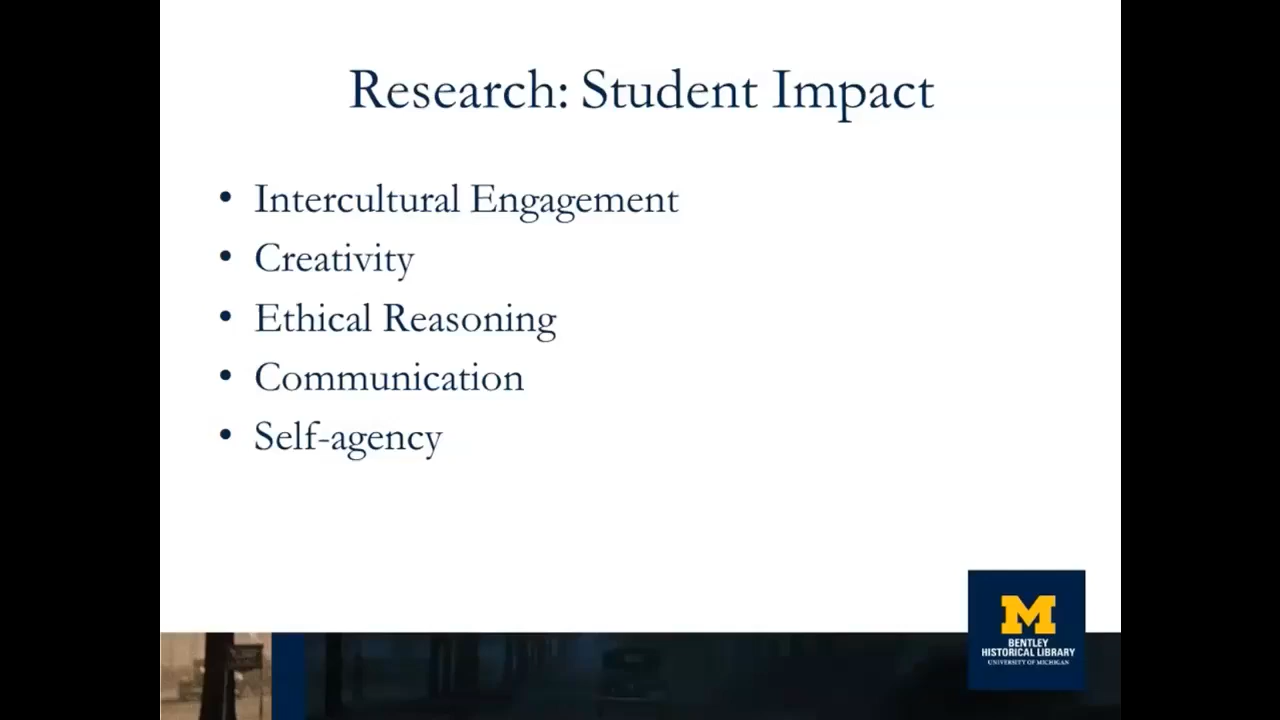 Research: Student Impact
• Intercultural Engagement
• Creativity
• Ethical Reasoning
• Communication
• Self-agency
M
BENTLEY
HISTORICAL LIBRARY
UNIVERSITY OF MICHIGAN